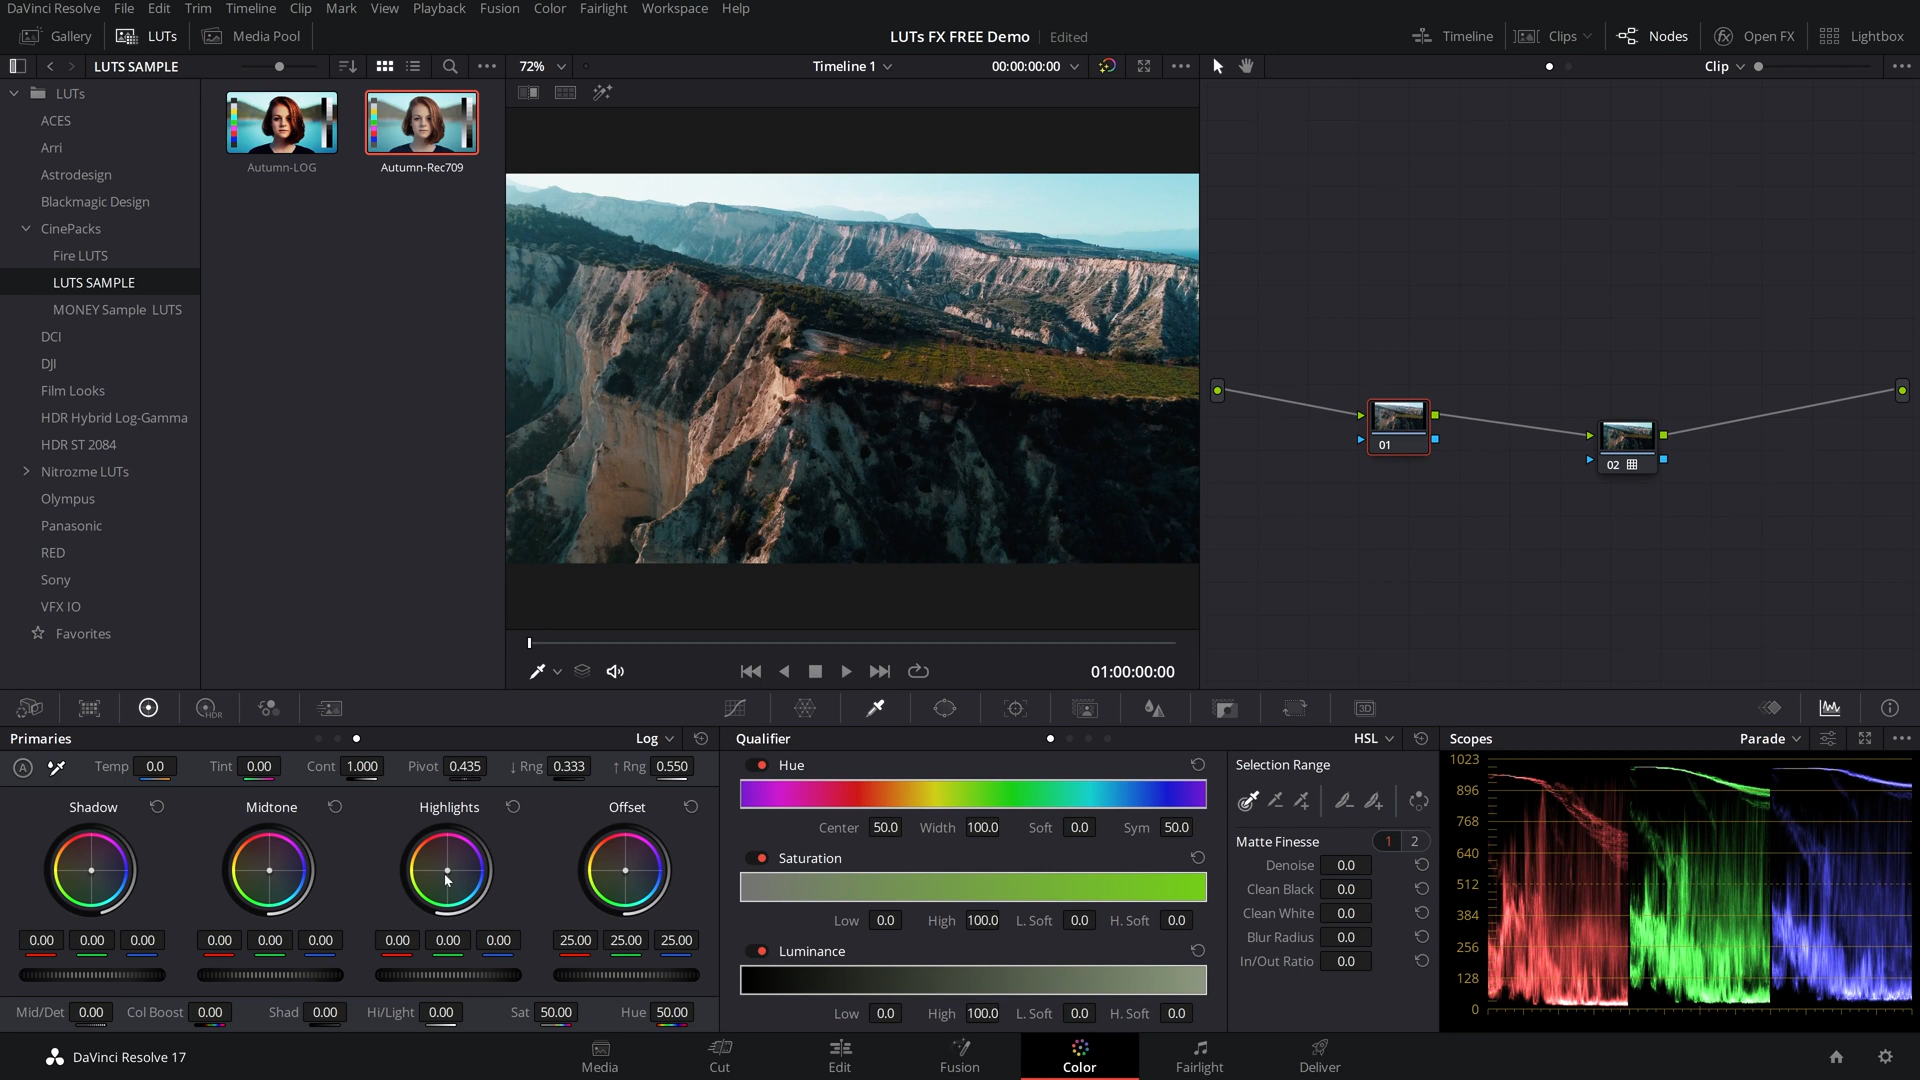 DaVinci Resolve File Edit Trim Timeline Clip Mark View Playback Fusion Color Fairlight Workspace Help
Gallery LUTs Media Pool LUTs FX FREE Demo Edited Timeline Clips Nodes Open FX Lightbox
LUTS SAMPLE 72% Timeline 1 00:00:00:00 Clip
LUTs
ACES
Arri
Astrodesign
Blackmagic Design
CinePacks
Fire LUTS
LUTS SAMPLE
MONEY Sample LUTS
DCI
DJI
Film Looks
HDR Hybrid Log-Gamma
HDR ST 2084
Nitrozme LUTs
Olympus
Panasonic
RED
Sony
VFX IO
Favorites
Autumn-LOG Autumn-Rec709
01
02
01:00:00:00
HDR 3D
Primaries Log
A Temp 0.0 Tint 0.00 Cont 1.000 Pivot 0.435 ↓ Rng 0.333 ↑ Rng 0.550
Shadow Midtone Highlights Offset
0.00 0.00 0.00 0.00 0.00 0.00 0.00 0.00 0.00 25.00 25.00 25.00
Mid/Det 0.00 Col Boost 0.00 Shad 0.00 Hi/Light 0.00 Sat 50.00 Hue 50.00
Qualifier HSL
Hue
Center 50.0 Width 100.0 Soft 0.0 Sym 50.0
Saturation
Low 0.0 High 100.0 L. Soft 0.0 H. Soft 0.0
Luminance
Low 0.0 High 100.0 L. Soft 0.0 H. Soft 0.0
Selection Range
Matte Finesse 1 2
Denoise 0.0
Clean Black 0.0
Clean White 0.0
Blur Radius 0.0
In/Out Ratio 0.0
Scopes Parade
1023
896
768
640
512
384
256
128
0
DaVinci Resolve 17 Media Cut Edit Fusion Color Fairlight Deliver